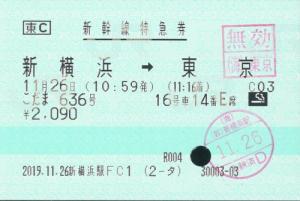 東C 新幹線特急券
新横浜 → 東京
11月26日 (10:59発) (11:16着) 003
こだま 636号 16号車14番E席
¥2,090
無効
東京
R004
11.26
2019.11.26新横浜駅FC1 (2-タ) 30003-03